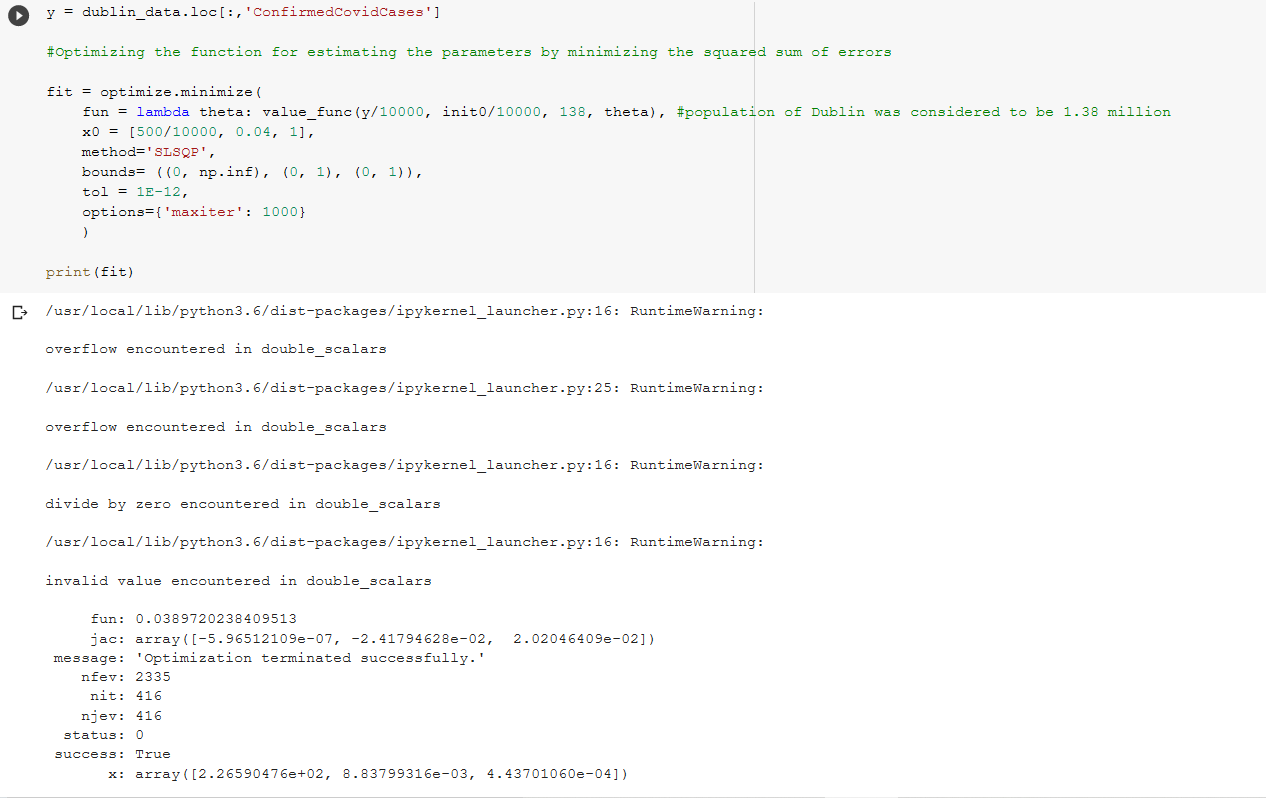 y = dublin_data.loc[:,'ConfirmedCovidCases']
#Optimizing the function for estimating the parameters by minimizing the squared sum of errors
fit = optimize.minimize(
    fun = lambda theta: value_func(y/10000, init0/10000, 138, theta), #population of Dublin was considered to be 1.38 million
    x0 = [500/10000, 0.04, 1],
    method='SLSQP',
    bounds= ((0, np.inf), (0, 1), (0, 1)),
    tol = 1E-12,
    options={'maxiter': 1000}
    )
print(fit)
/usr/local/lib/python3.6/dist-packages/ipykernel_launcher.py:16: RuntimeWarning:
overflow encountered in double_scalars
/usr/local/lib/python3.6/dist-packages/ipykernel_launcher.py:25: RuntimeWarning:
overflow encountered in double_scalars
/usr/local/lib/python3.6/dist-packages/ipykernel_launcher.py:16: RuntimeWarning:
divide by zero encountered in double_scalars
/usr/local/lib/python3.6/dist-packages/ipykernel_launcher.py:16: RuntimeWarning:
invalid value encountered in double_scalars
     fun: 0.0389720238409513
     jac: array([-5.96512109e-07, -2.41794628e-02,  2.02046409e-02])
 message: 'Optimization terminated successfully.'
    nfev: 2335
     nit: 416
    njev: 416
  status: 0
 success: True
       x: array([2.26590476e+02, 8.83799316e-03, 4.43701060e-04])